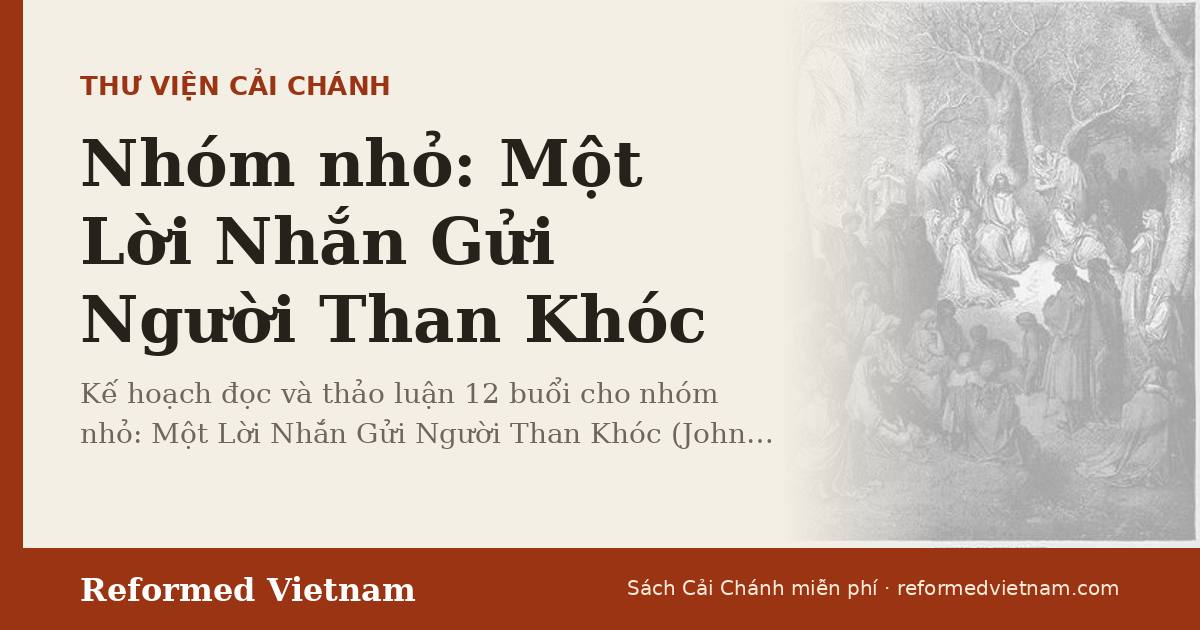 THƯ VIỆN CẢI CHÁNH
Nhóm nhỏ: Một
Lời Nhắn Gửi
Người Than Khóc
Kế hoạch đọc và thảo luận 12 buổi cho nhóm
nhỏ: Một Lời Nhắn Gửi Người Than Khóc (John...
Reformed Vietnam
Sách Cải Chánh miễn phí · reformedvietnam.com